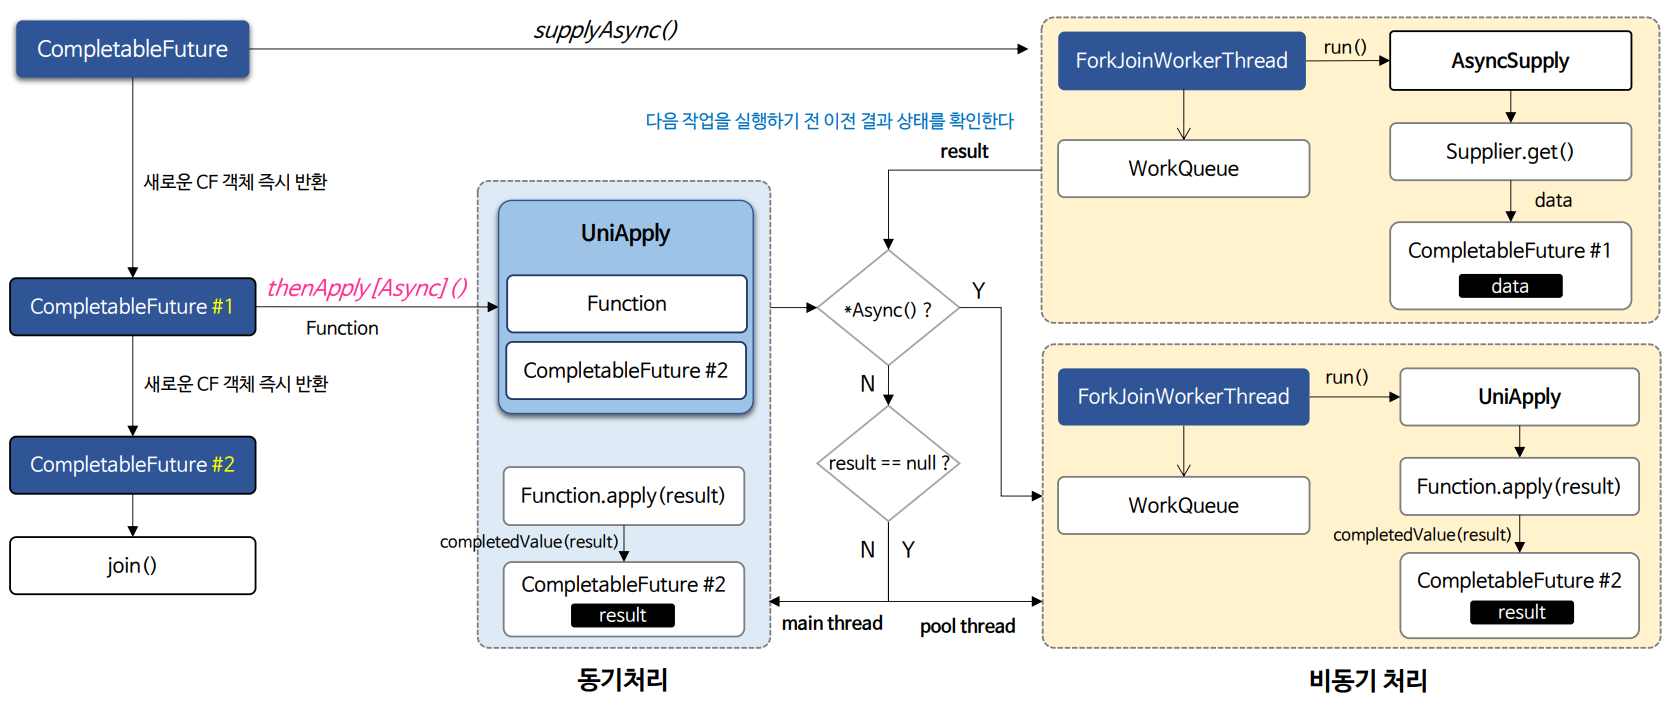 CompletableFuture
supplyAsync()
새로운 CF 객체 즉시 반환
CompletableFuture #1
thenApply[Async]()
Function
새로운 CF 객체 즉시 반환
CompletableFuture #2
join()
UniApply
Function
CompletableFuture #2
Function.apply(result)
completedValue(result)
CompletableFuture #2
result
동기처리
다음 작업을 실행하기 전 이전 결과 상태를 확인한다
result
*Async() ?
Y
N
result == null ?
N
Y
main thread
pool thread
ForkJoinWorkerThread
run()
AsyncSupply
WorkQueue
Supplier.get()
data
CompletableFuture #1
data
ForkJoinWorkerThread
run()
UniApply
WorkQueue
Function.apply(result)
completedValue(result)
CompletableFuture #2
result
비동기 처리